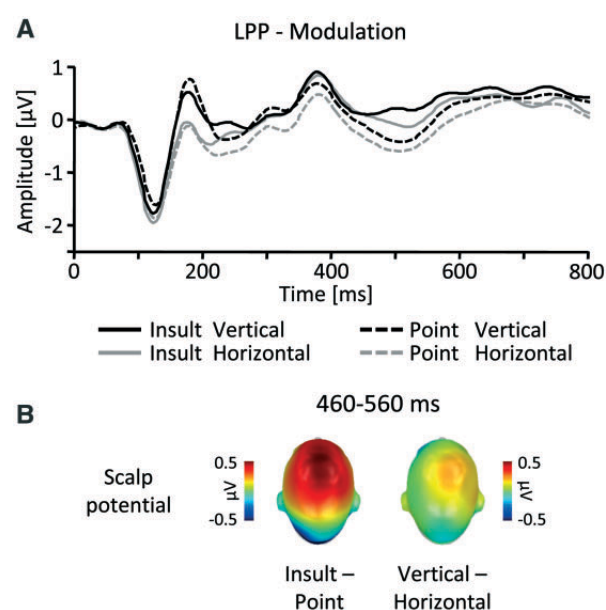 A
LPP - Modulation
Amplitude [µV]
1
0
-1
-2
0 200 400 600 800
Time [ms]
Insult Vertical Point Vertical
Insult Horizontal Point Horizontal
B
460-560 ms
Scalp
potential
0.5
µV
-0.5
0.5
µV
-0.5
Insult –
Point
Vertical –
Horizontal